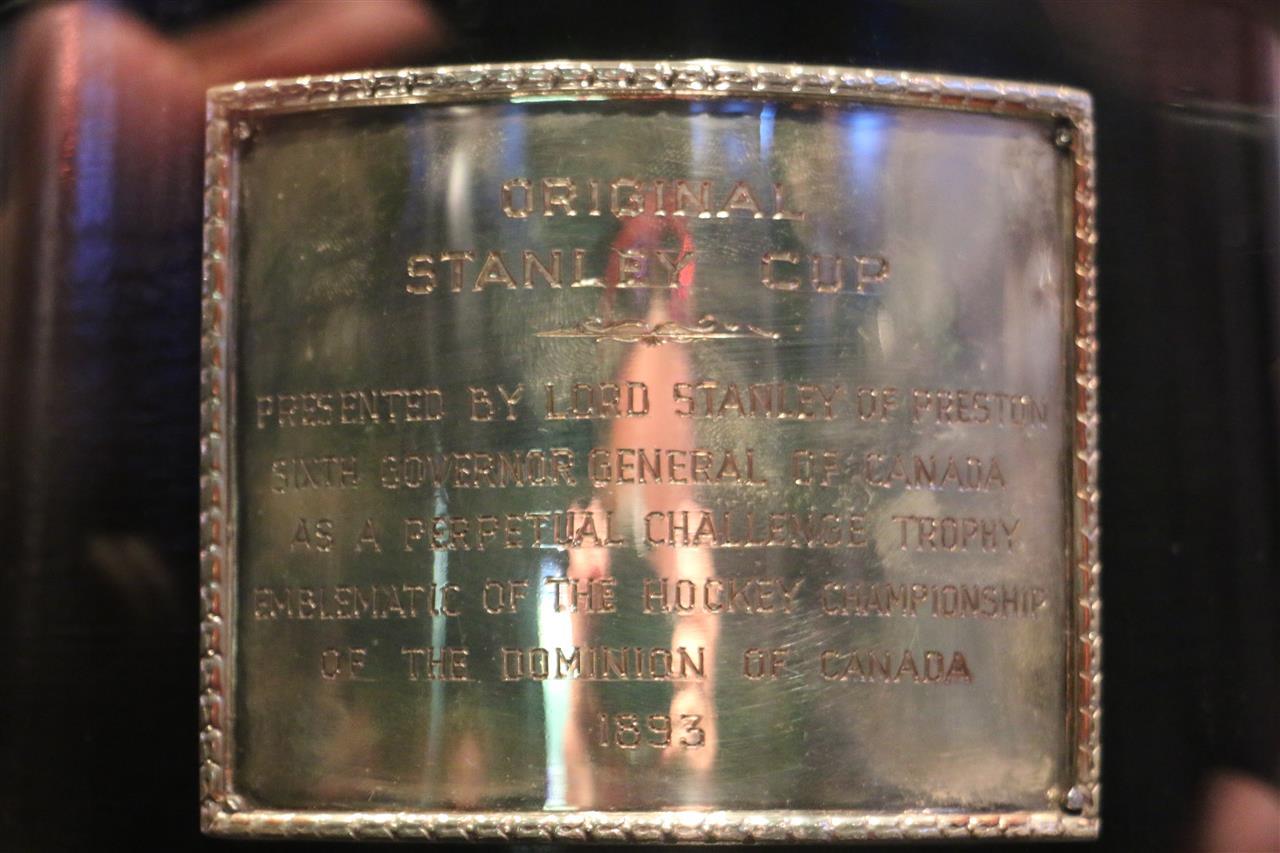 ORIGINAL
STANLEY CUP
PRESENTED BY LORD STANLEY OF PRESTON
SIXTH GOVERNOR GENERAL OF CANADA
AS A PERPETUAL CHALLENGE TROPHY
EMBLEMATIC OF THE HOCKEY CHAMPIONSHIP
OF THE DOMINION OF CANADA
1893